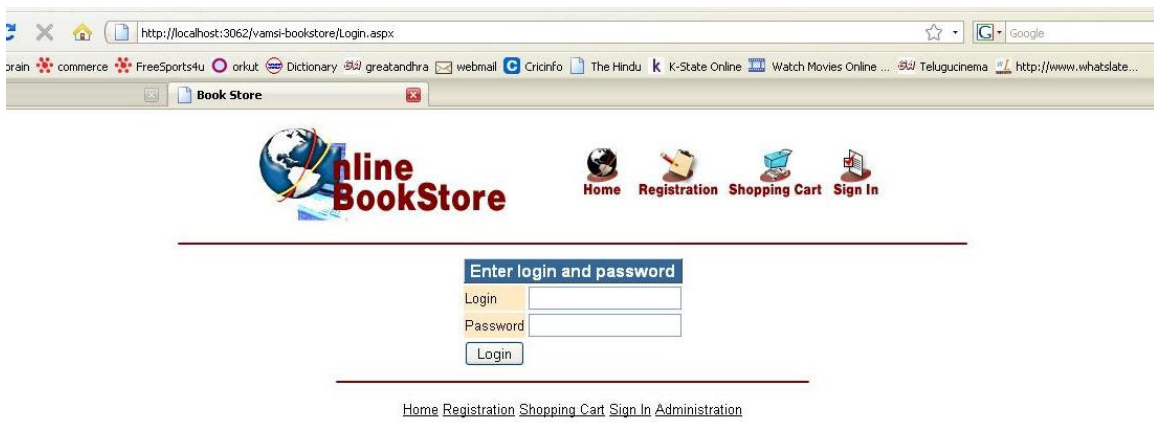 http://localhost:3062/vamsi-bookstore/Login.aspx
G Google
commerce FreeSports4u orkut Dictionary greatandhra webmail C Cricinfo The Hindu k K-State Online Watch Movies Online ... Telugucinema http://www.whatslate...
Book Store
nline
BookStore
Home Registration Shopping Cart Sign In
Enter login and password
Login
Password
Login
Home Registration Shopping Cart Sign In Administration